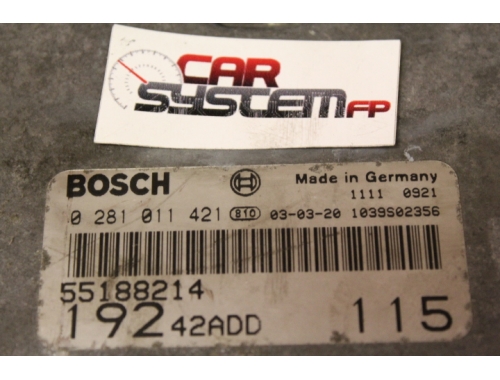 CAR
SYSTEM FP
BOSCH
Made in Germany
1111 0921
0 281 011 421 810 03-03-20 1039S02356
55188214
192 42ADD 115